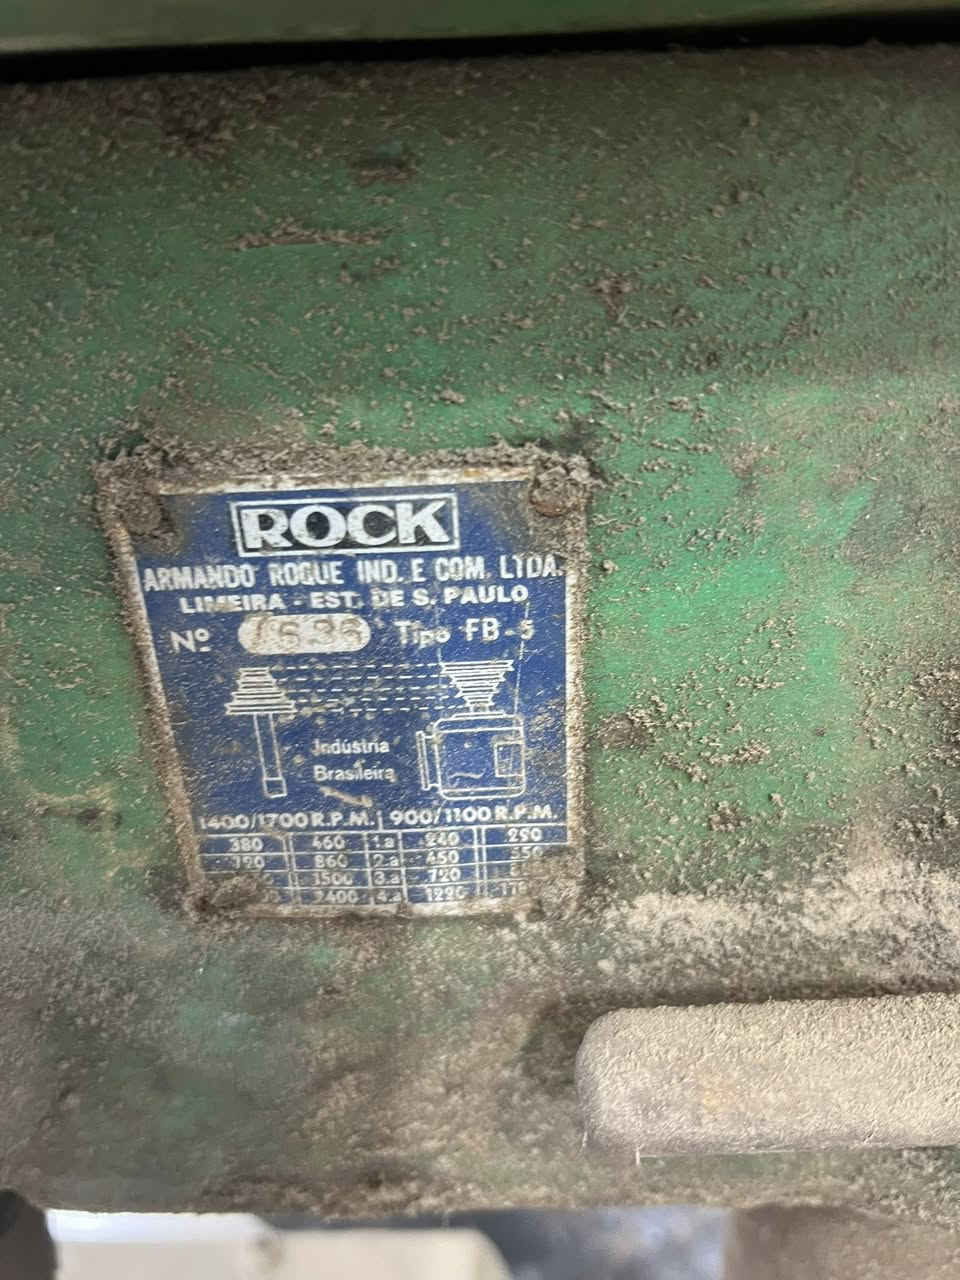 ROCK
ARMANDO ROQUE IND. E COM. LTDA.
LIMEIRA - EST. DE S. PAULO
Nº 7636 Tipo FB-5
Indústria
Brasileira
1400/1700 R.P.M. 900/1100 R.P.M.
380 460 1.a 240 290
860 2.a 450
1500 3.a 720
2400 4.a